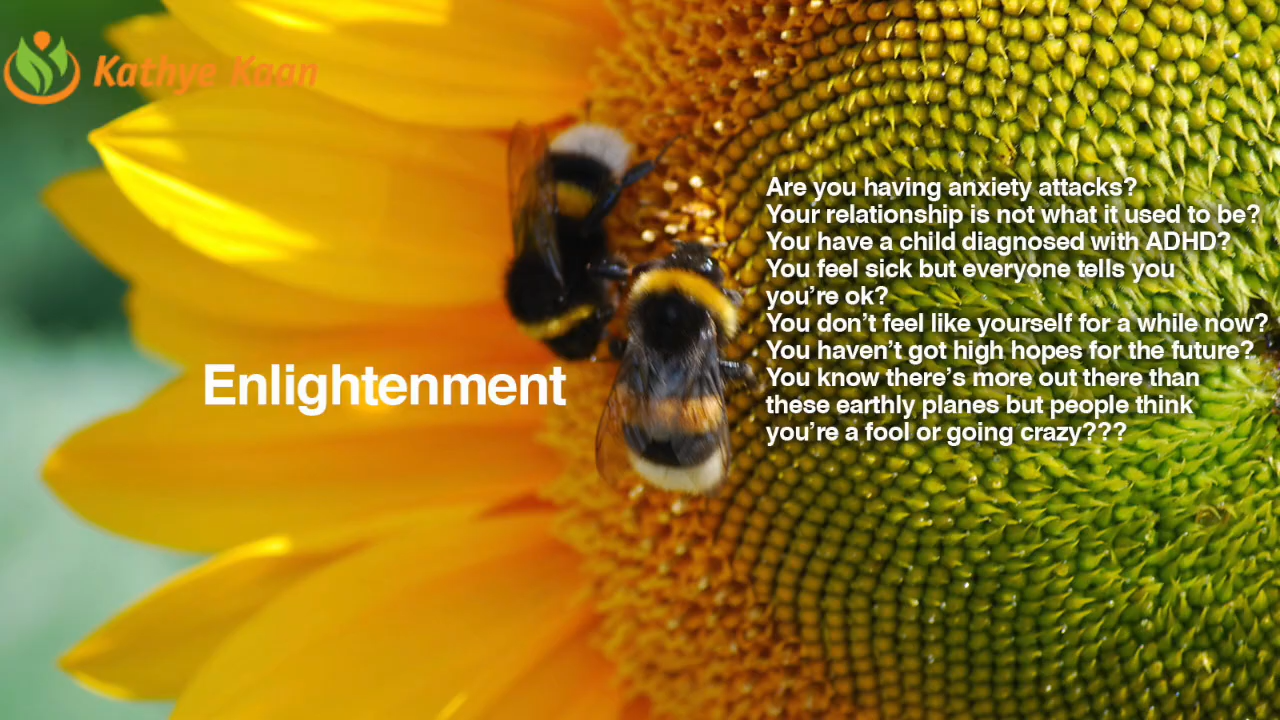 Kathye Kaan
Enlightenment
Are you having anxiety attacks?
Your relationship is not what it used to be?
You have a child diagnosed with ADHD?
You feel sick but everyone tells you
you’re ok?
You don’t feel like yourself for a while now?
You haven’t got high hopes for the future?
You know there’s more out there than
these earthly planes but people think
you’re a fool or going crazy???